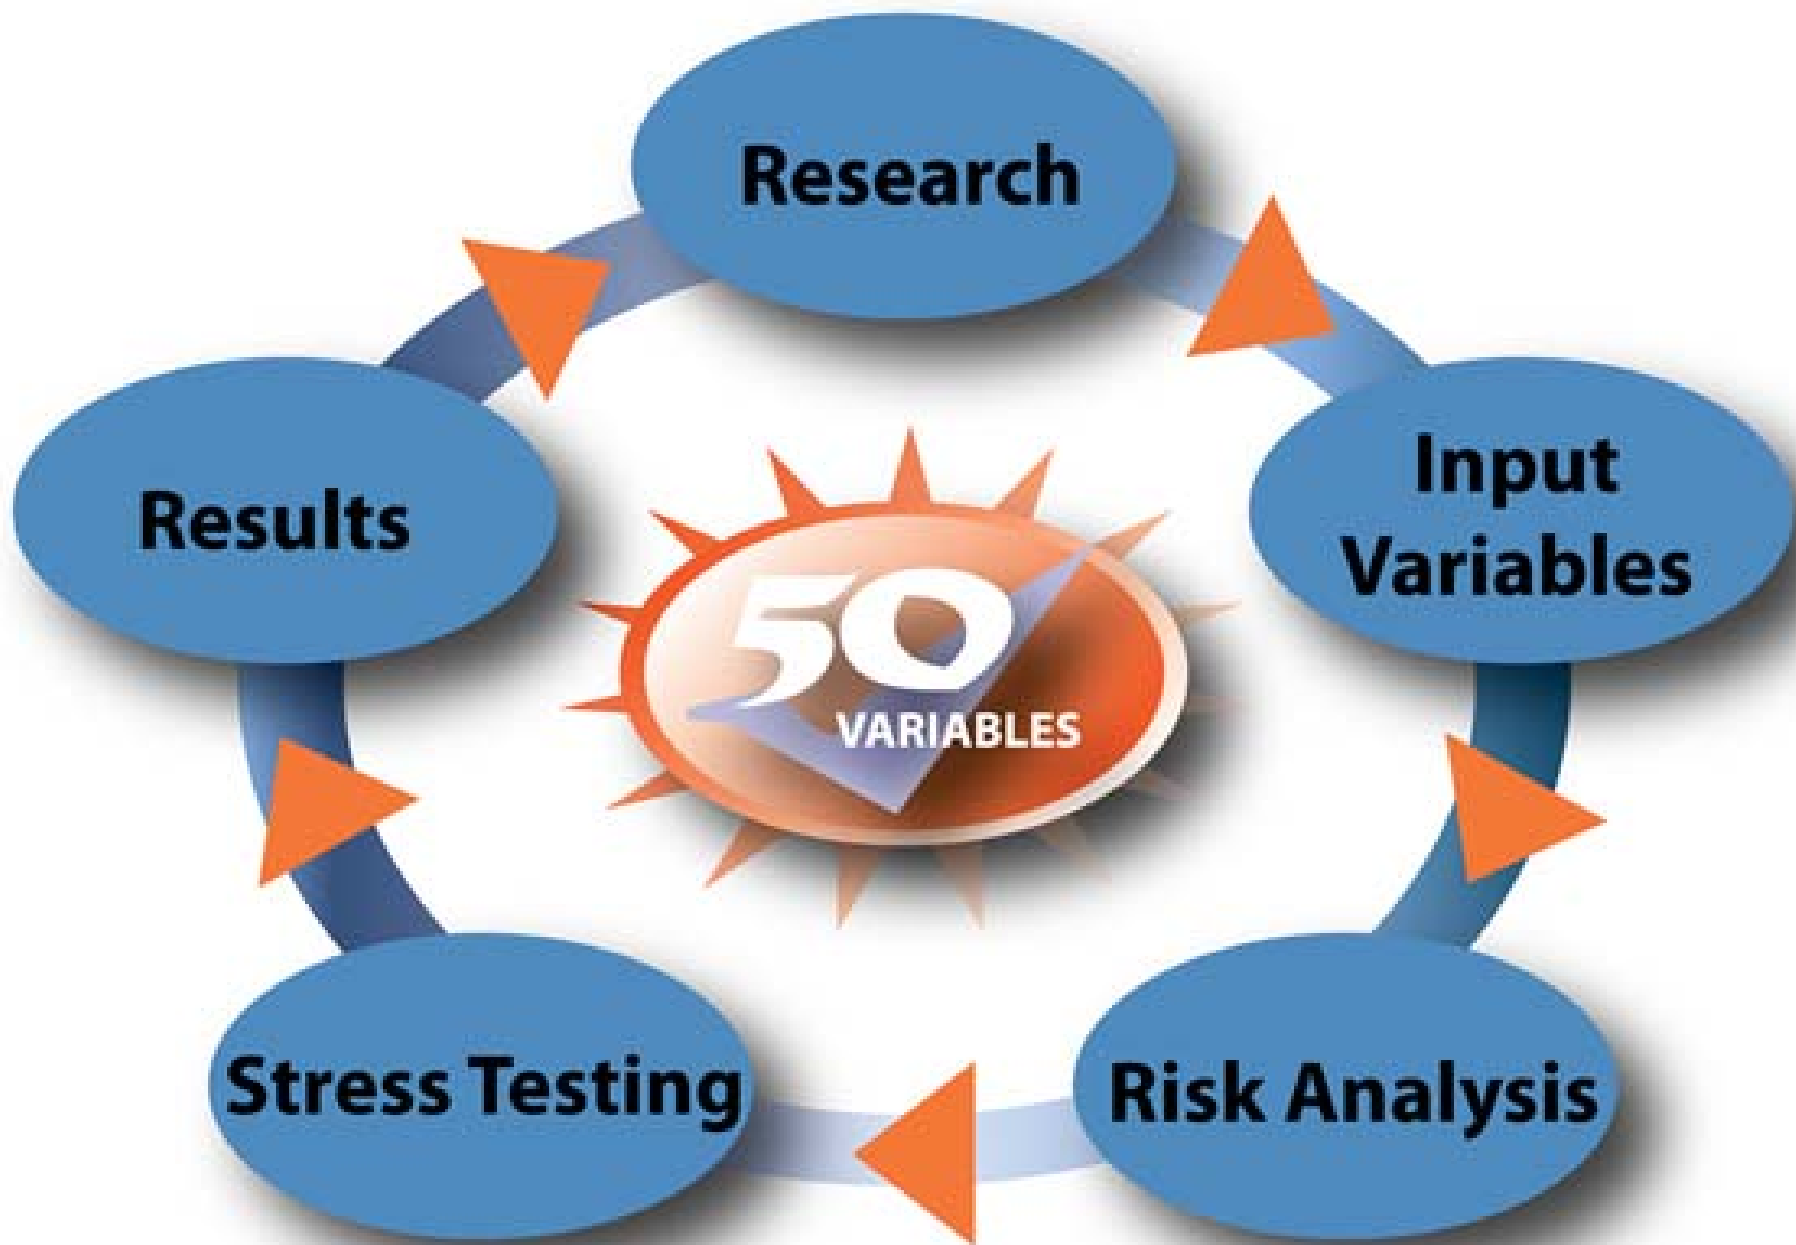 Research
Input
Variables
Risk Analysis
Stress Testing
Results
50
VARIABLES